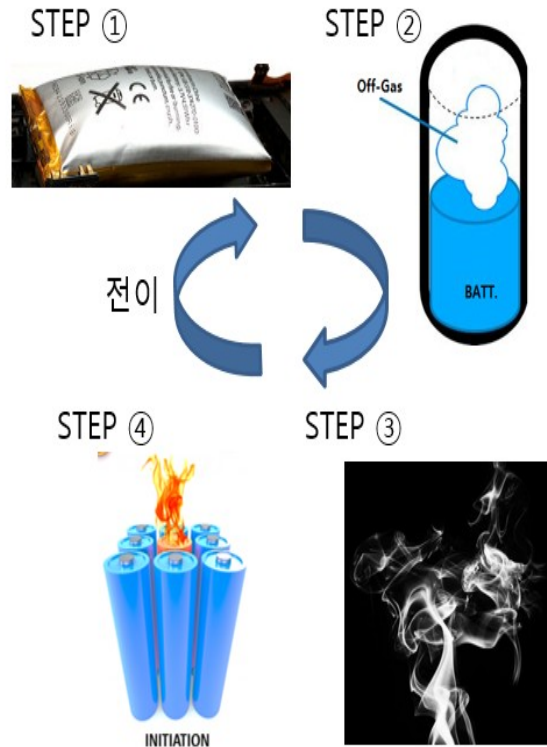 STEP ①
STEP ②
Off-Gas
BATT.
전이
STEP ④
STEP ③
INITIATION